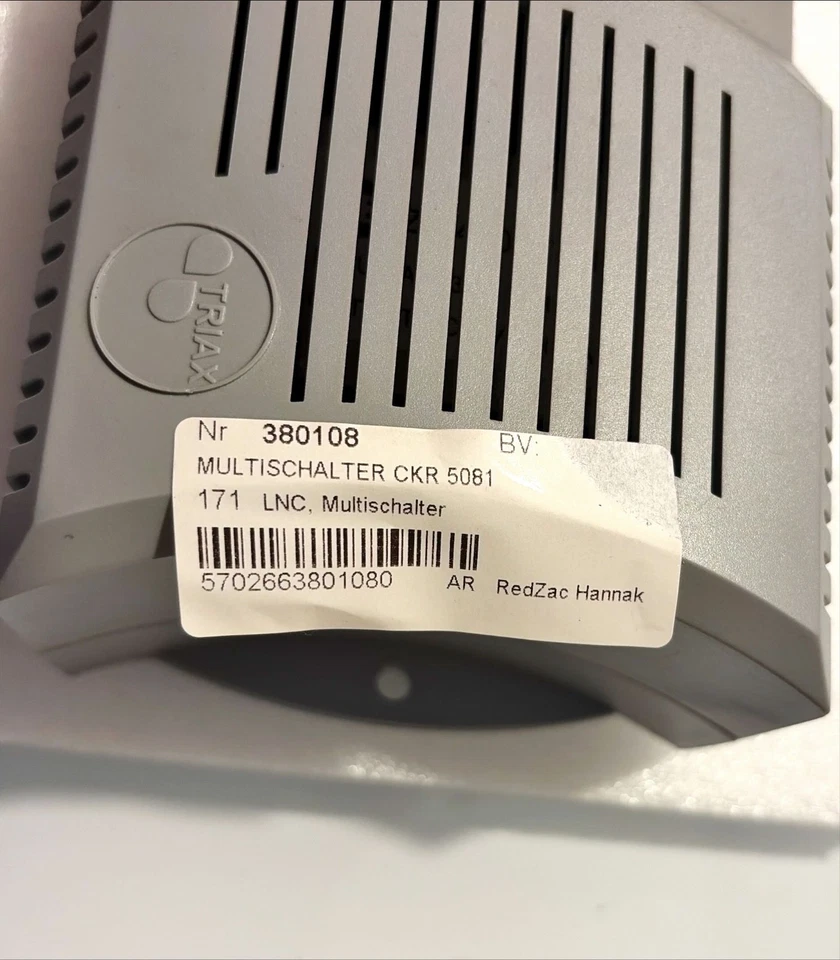 TRIAX
Nr 380108 BV:
MULTISCHALTER CKR 5081
171 LNC, Multischalter
5702663801080 AR RedZac Hannak